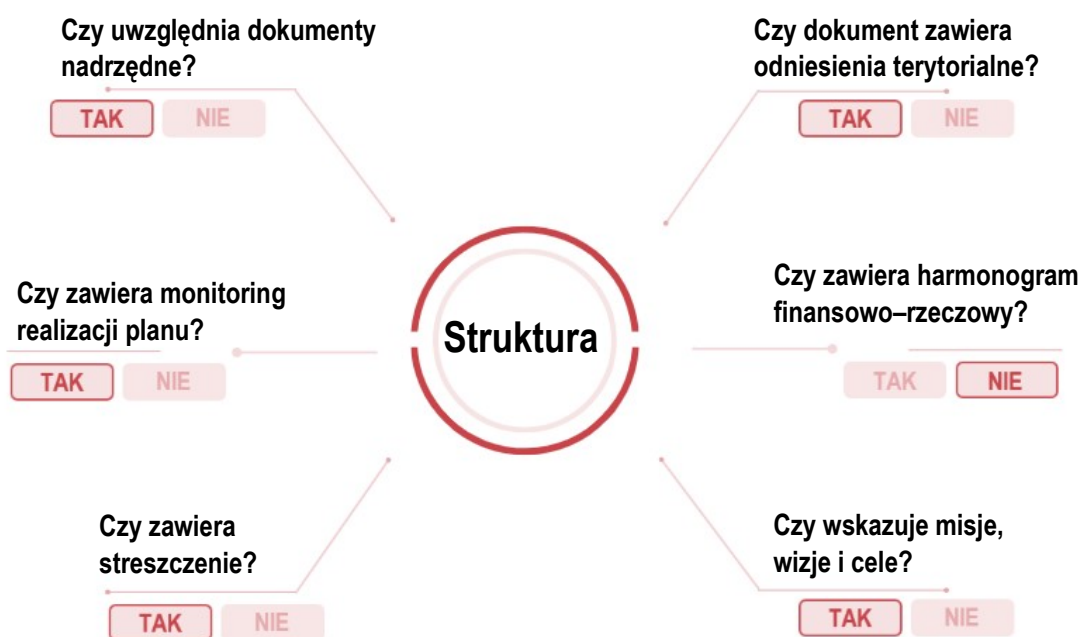 Czy uwzględnia dokumenty
nadrzędne?
TAK NIE
Czy dokument zawiera
odniesienia terytorialne?
TAK NIE
Czy zawiera monitoring
realizacji planu?
TAK NIE
Struktura
Czy zawiera harmonogram
finansowo–rzeczowy?
TAK NIE
Czy zawiera
streszczenie?
TAK NIE
Czy wskazuje misje,
wizje i cele?
TAK NIE